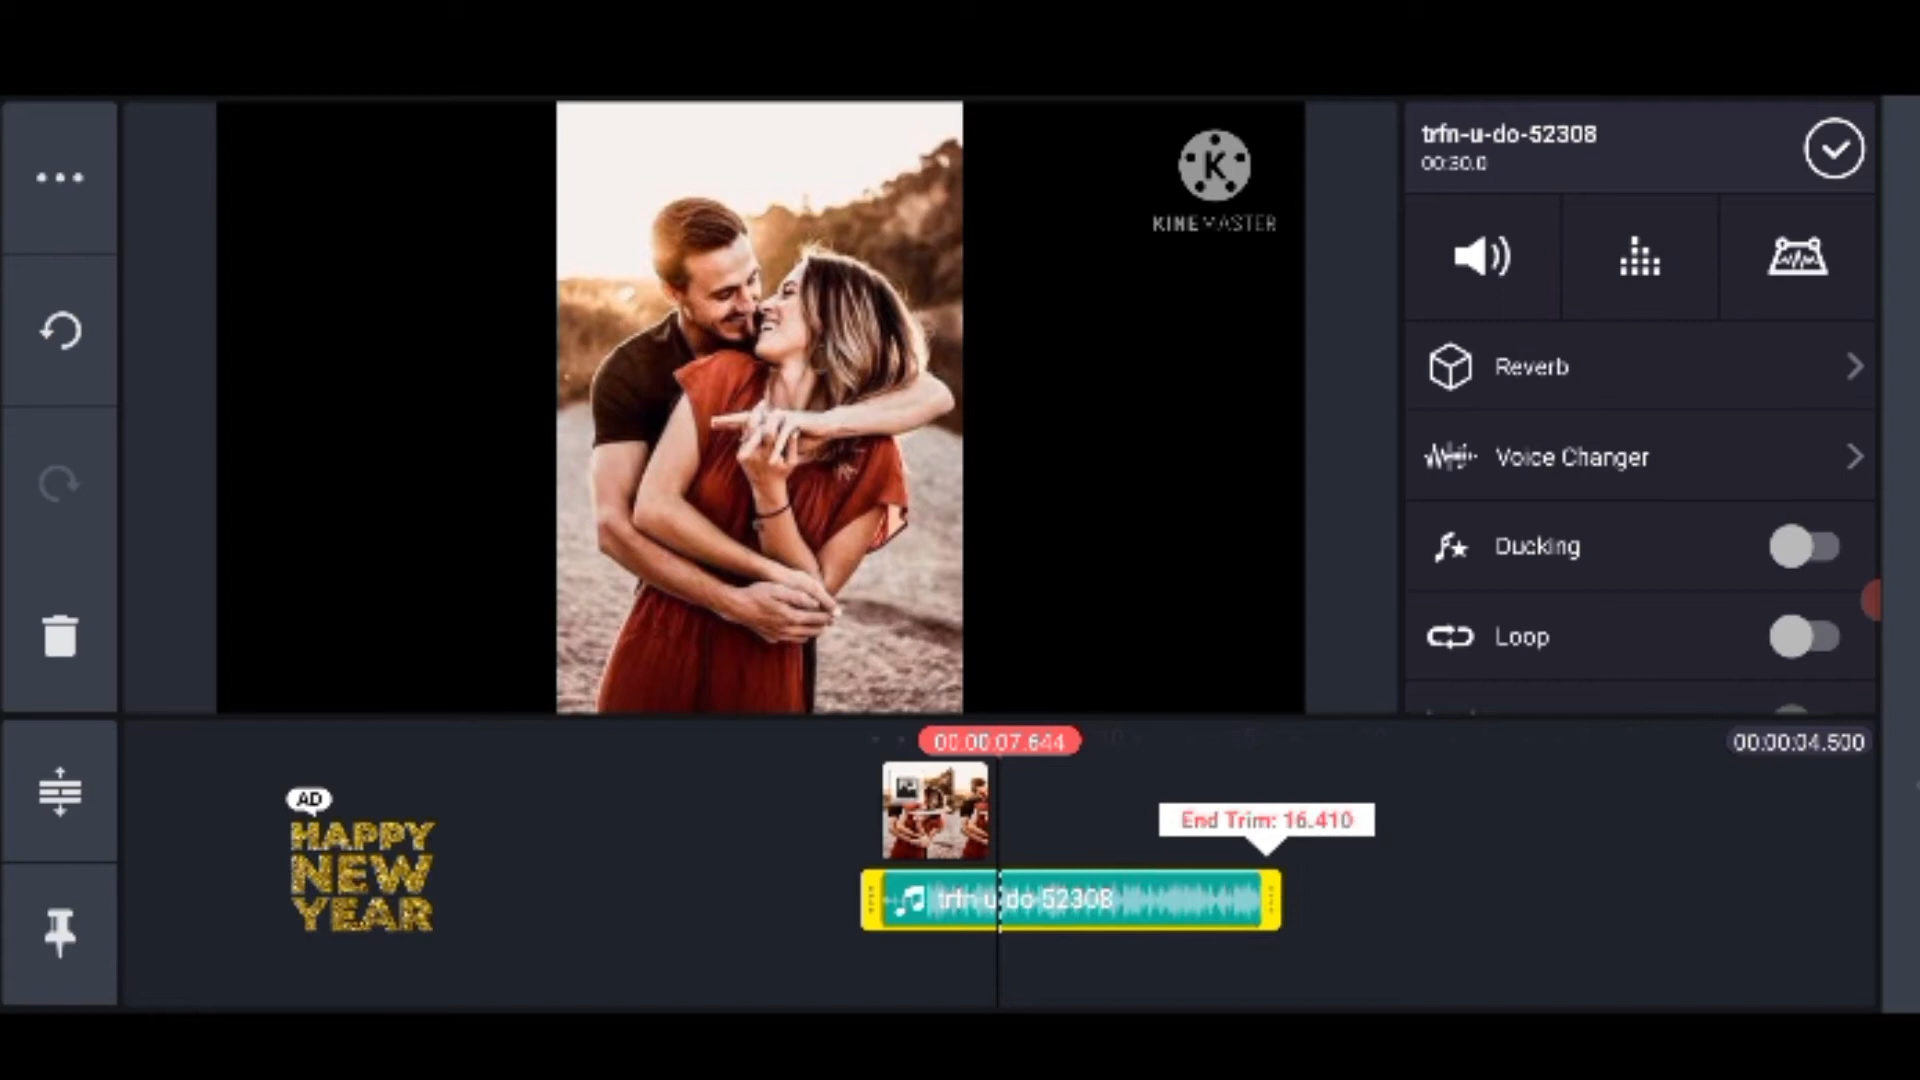 K
KINEMASTER
trfn-u-do-52308
00:30.0
Reverb
Voice Changer
Ducking
Loop
00:00:07.644
00:00:04.500
AD
HAPPY
NEW
YEAR
End Trim: 16.410
trfn-u-do-52308